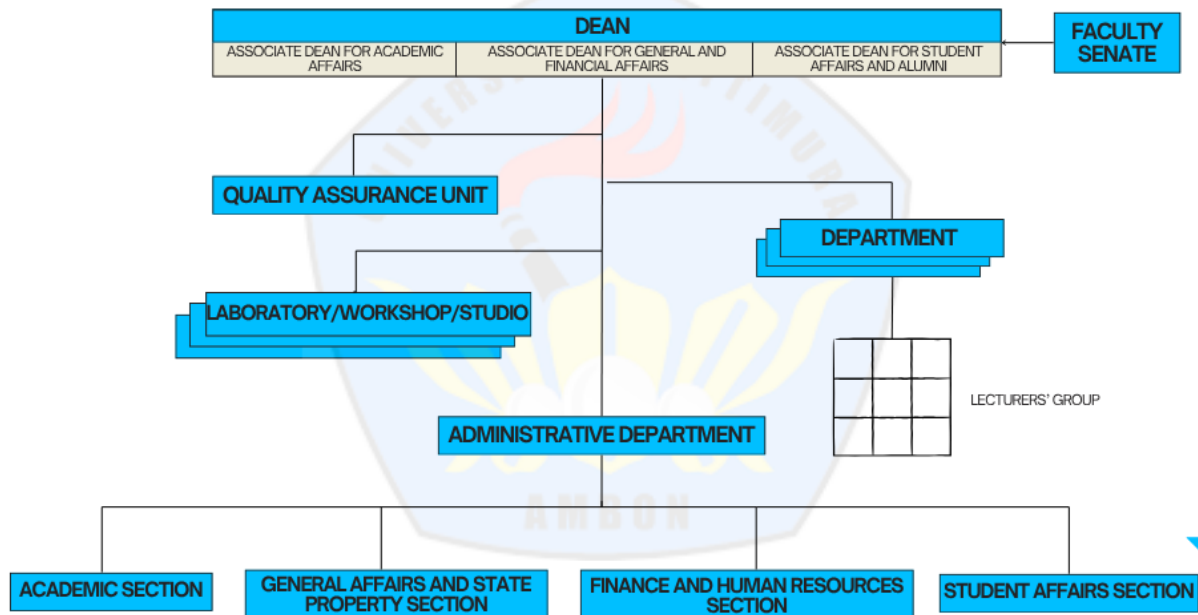 DEAN
ASSOCIATE DEAN FOR ACADEMIC
AFFAIRS
ASSOCIATE DEAN FOR GENERAL AND
FINANCIAL AFFAIRS
ASSOCIATE DEAN FOR STUDENT
AFFAIRS AND ALUMNI
FACULTY
SENATE
QUALITY ASSURANCE UNIT
DEPARTMENT
LABORATORY/WORKSHOP/STUDIO
LECTURERS' GROUP
ADMINISTRATIVE DEPARTMENT
AMBON
ACADEMIC SECTION
GENERAL AFFAIRS AND STATE
PROPERTY SECTION
FINANCE AND HUMAN RESOURCES
SECTION
STUDENT AFFAIRS SECTION